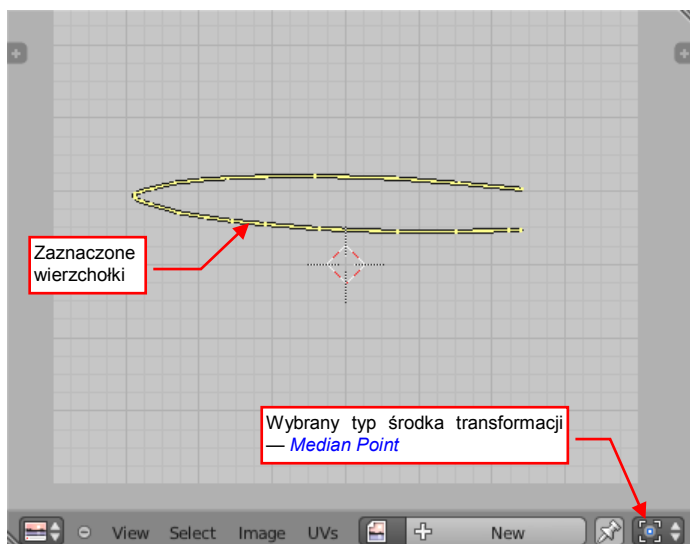 Zaznaczone
wierzchołki
Wybrany typ środka transformacji
— Median Point
View Select Image UVs New